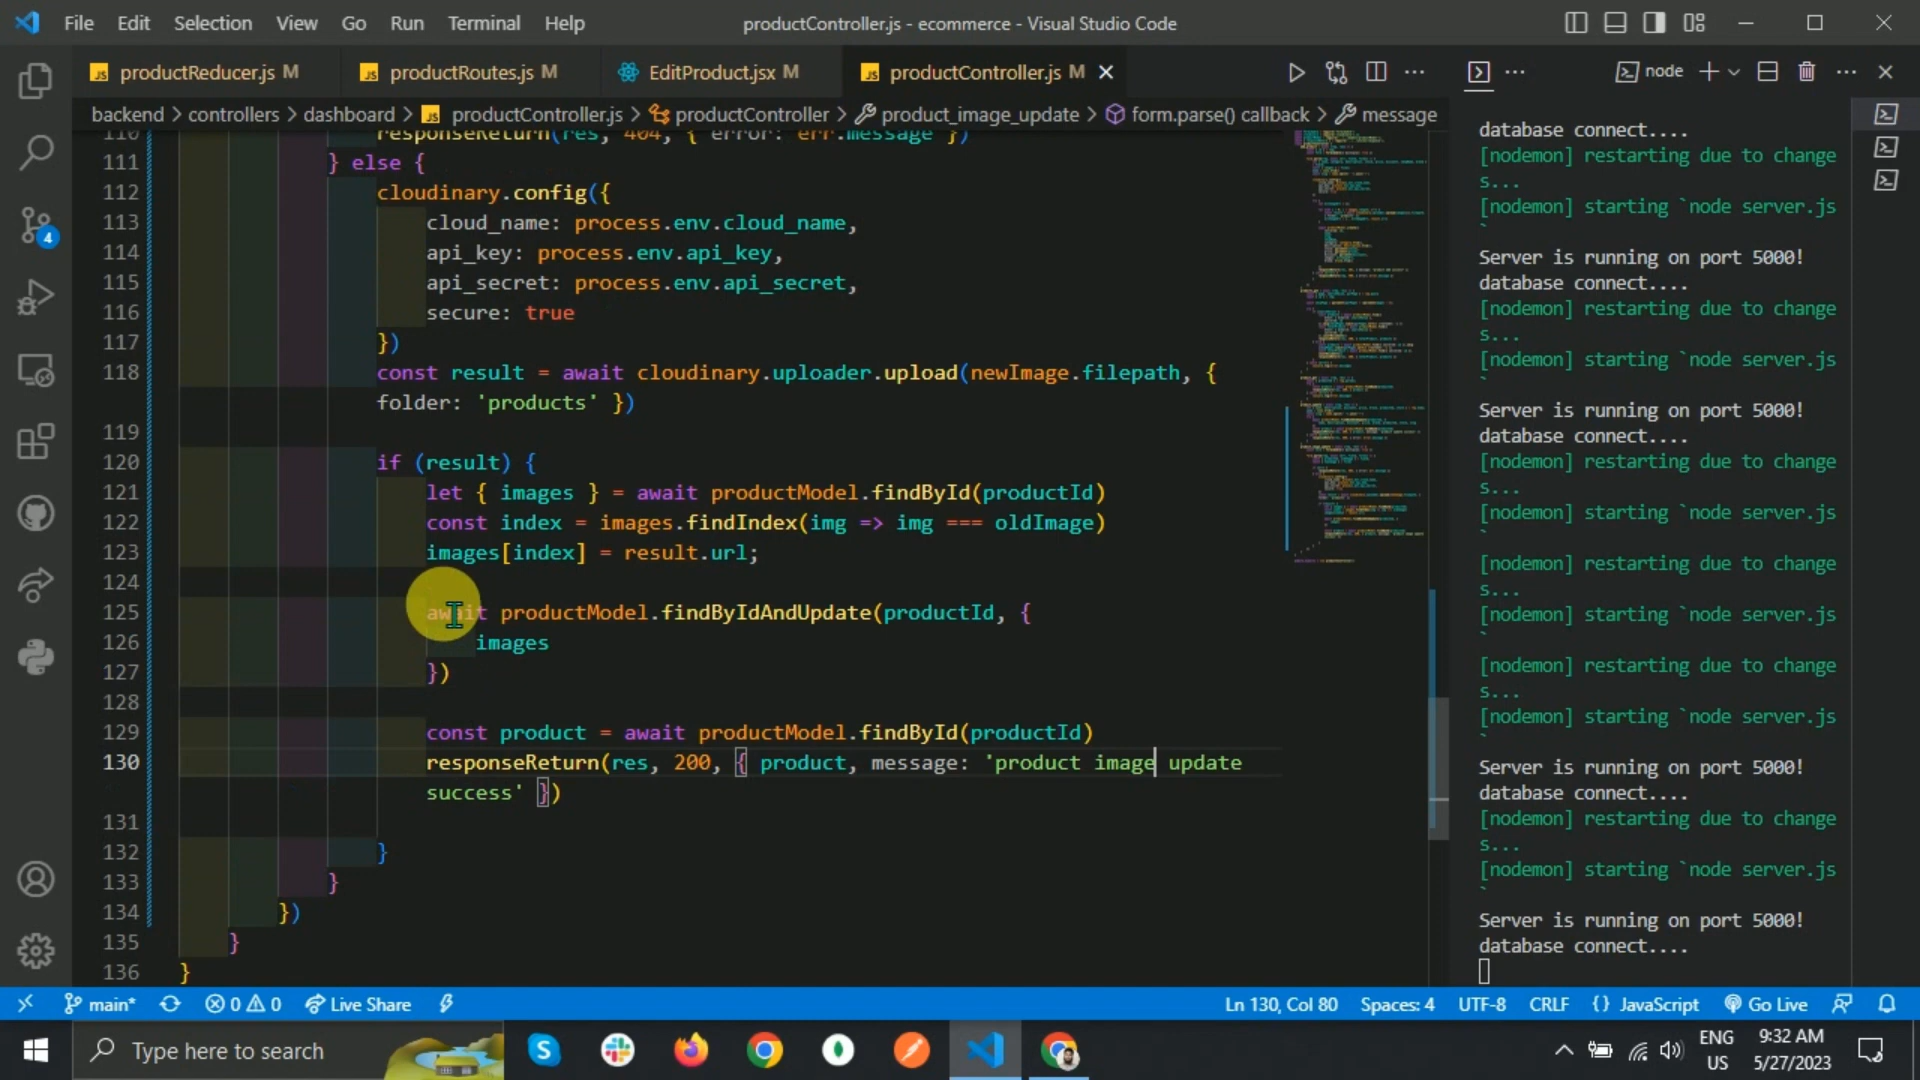 File Edit Selection View Go Run Terminal Help
productController.js - ecommerce - Visual Studio Code
JS productReducer.js M
JS productRoutes.js M
EditProduct.jsx M
JS productController.js M
node
backend > controllers > dashboard > JS productController.js > productController > product_image_update > form.parse() callback > message
110 responseReturn(res, 404, { error: err.message })
111 } else {
112 cloudinary.config({
113 cloud_name: process.env.cloud_name,
114 api_key: process.env.api_key,
115 api_secret: process.env.api_secret,
116 secure: true
117 })
118 const result = await cloudinary.uploader.upload(newImage.filepath, {
folder: 'products' })
119
120 if (result) {
121 let { images } = await productModel.findById(productId)
122 const index = images.findIndex(img => img === oldImage)
123 images[index] = result.url;
124
125 await productModel.findByIdAndUpdate(productId, {
126 images
127 })
128
129 const product = await productModel.findById(productId)
130 responseReturn(res, 200, { product, message: 'product image update
success' })
131
132 }
133 }
134 })
135 }
136 }
database connect....
[nodemon] restarting due to change
s...
[nodemon] starting `node server.js
`
Server is running on port 5000!
database connect....
[nodemon] restarting due to change
s...
[nodemon] starting `node server.js
`
Server is running on port 5000!
database connect....
[nodemon] restarting due to change
s...
[nodemon] starting `node server.js
`
[nodemon] restarting due to change
s...
[nodemon] starting `node server.js
`
[nodemon] restarting due to change
s...
[nodemon] starting `node server.js
`
Server is running on port 5000!
database connect....
[nodemon] restarting due to change
s...
[nodemon] starting `node server.js
`
Server is running on port 5000!
database connect....
4
main* 0 0 Live Share
Ln 130, Col 80 Spaces: 4 UTF-8 CRLF {} JavaScript Go Live
Type here to search
S
ENG
US
9:32 AM
5/27/2023